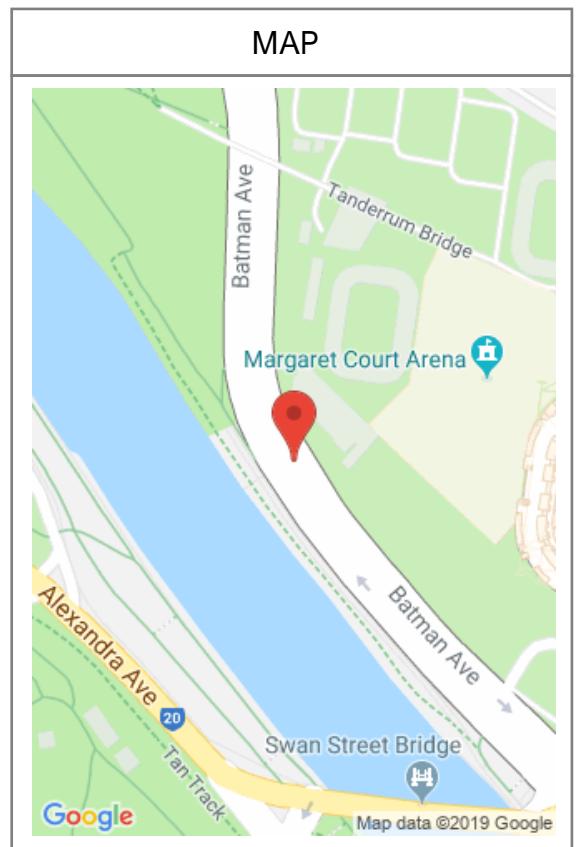 MAP
Batman Ave
Tanderrum Bridge
Margaret Court Arena
Batman Ave
Alexandra Ave
20
Swan Street Bridge
Tan Track
Google
Map data ©2019 Google